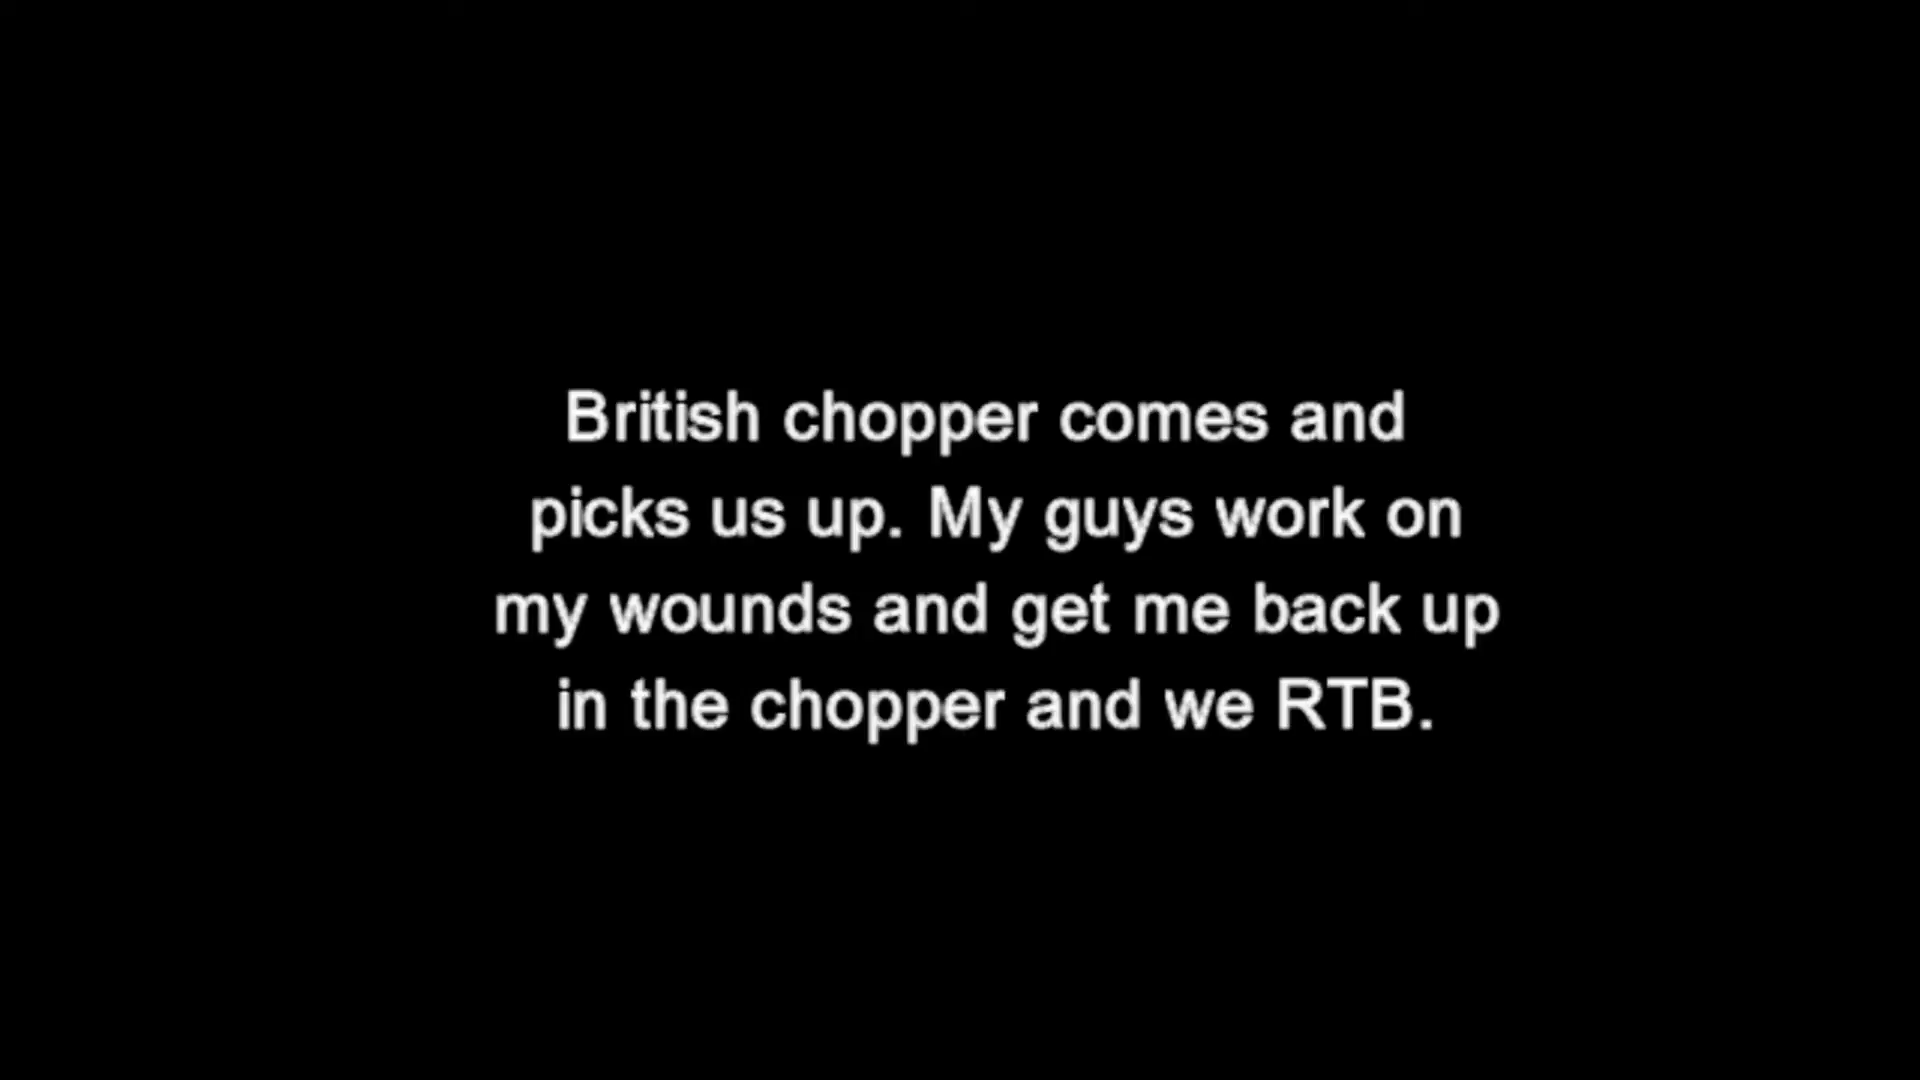 British chopper comes and
picks us up. My guys work on
my wounds and get me back up
in the chopper and we RTB.